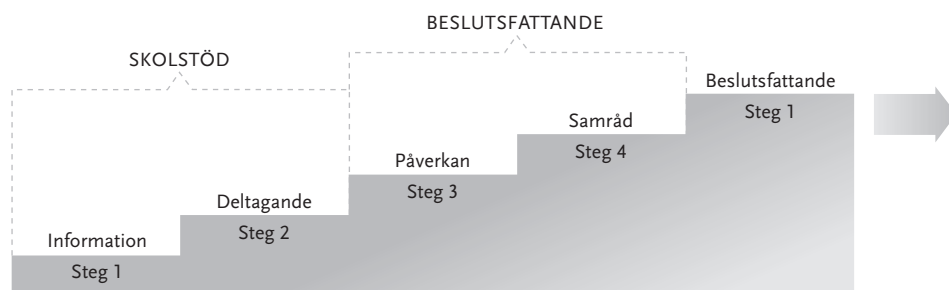 BESLUTSFATTANDE
SKOLSTÖD
Beslutsfattande
Steg 1
Samråd
Steg 4
Påverkan
Steg 3
Deltagande
Steg 2
Information
Steg 1